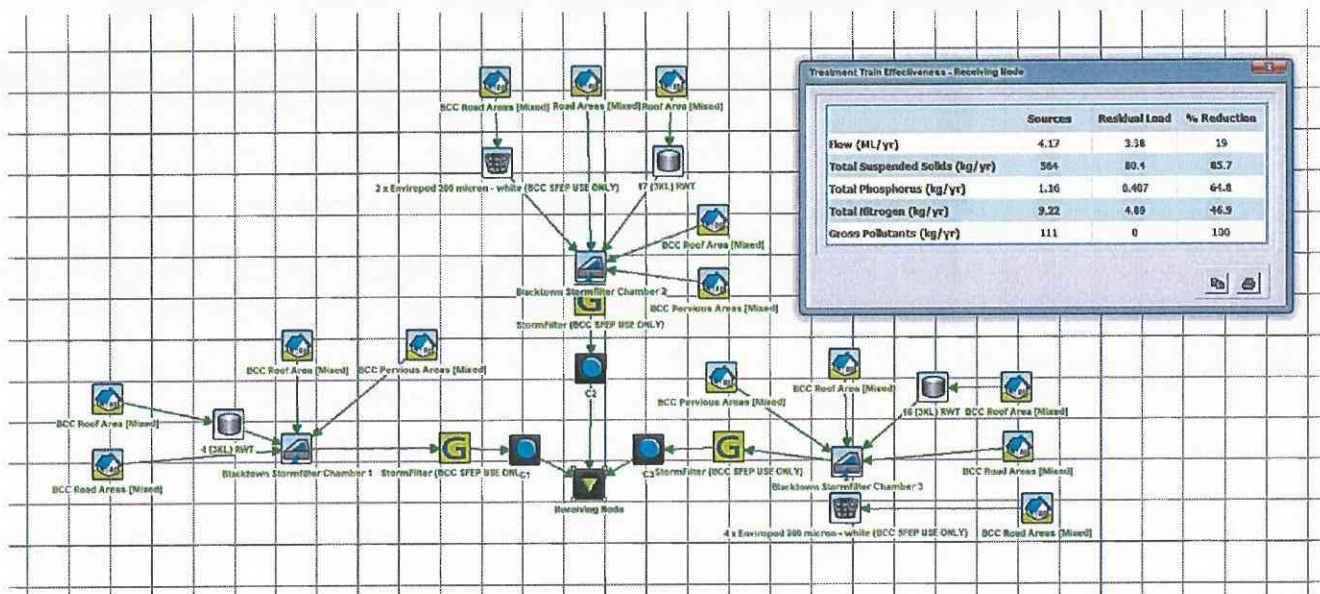 Treatment Train Effectiveness - Receiving Node
Sources Residual Load % Reduction
Flow (ML/yr) 4.17 3.38 19
Total Suspended Solids (kg/yr) 564 80.4 85.7
Total Phosphorus (kg/yr) 1.16 0.407 64.8
Total Nitrogen (kg/yr) 9.22 4.89 46.9
Gross Pollutants (kg/yr) 111 0 100
BCC Road Areas [Mixed]
Road Areas [Mixed]
Roof Area [Mixed]
2 x Enviropod 200 micron - white (BCC SFEP USE ONLY)
17 (3KL) RWT
BCC Roof Area [Mixed]
Blacktown Stormfilter Chamber 2
BCC Pervious Areas [Mixed]
StormFilter (BCC SFEP USE ONLY)
C2
BCC Roof Area [Mixed]
BCC Pervious Areas [Mixed]
BCC Roof Area [Mixed]
4 (3KL) RWT
BCC Road Areas [Mixed]
Blacktown Stormfilter Chamber 1
StormFilter (BCC SFEP USE ONL
C1
Receiving Node
BCC Pervious Areas [Mixed]
BCC Roof Area [Mixed]
16 (3KL) RWT
BCC Roof Area [Mixed]
C3
StormFilter (BCC SFEP USE ONLY)
BCC Road Areas [Mixed]
Blacktown Stormfilter Chamber 3
4 x Enviropod 200 micron - white (BCC SFEP USE ONLY)
BCC Road Areas [Mixed]